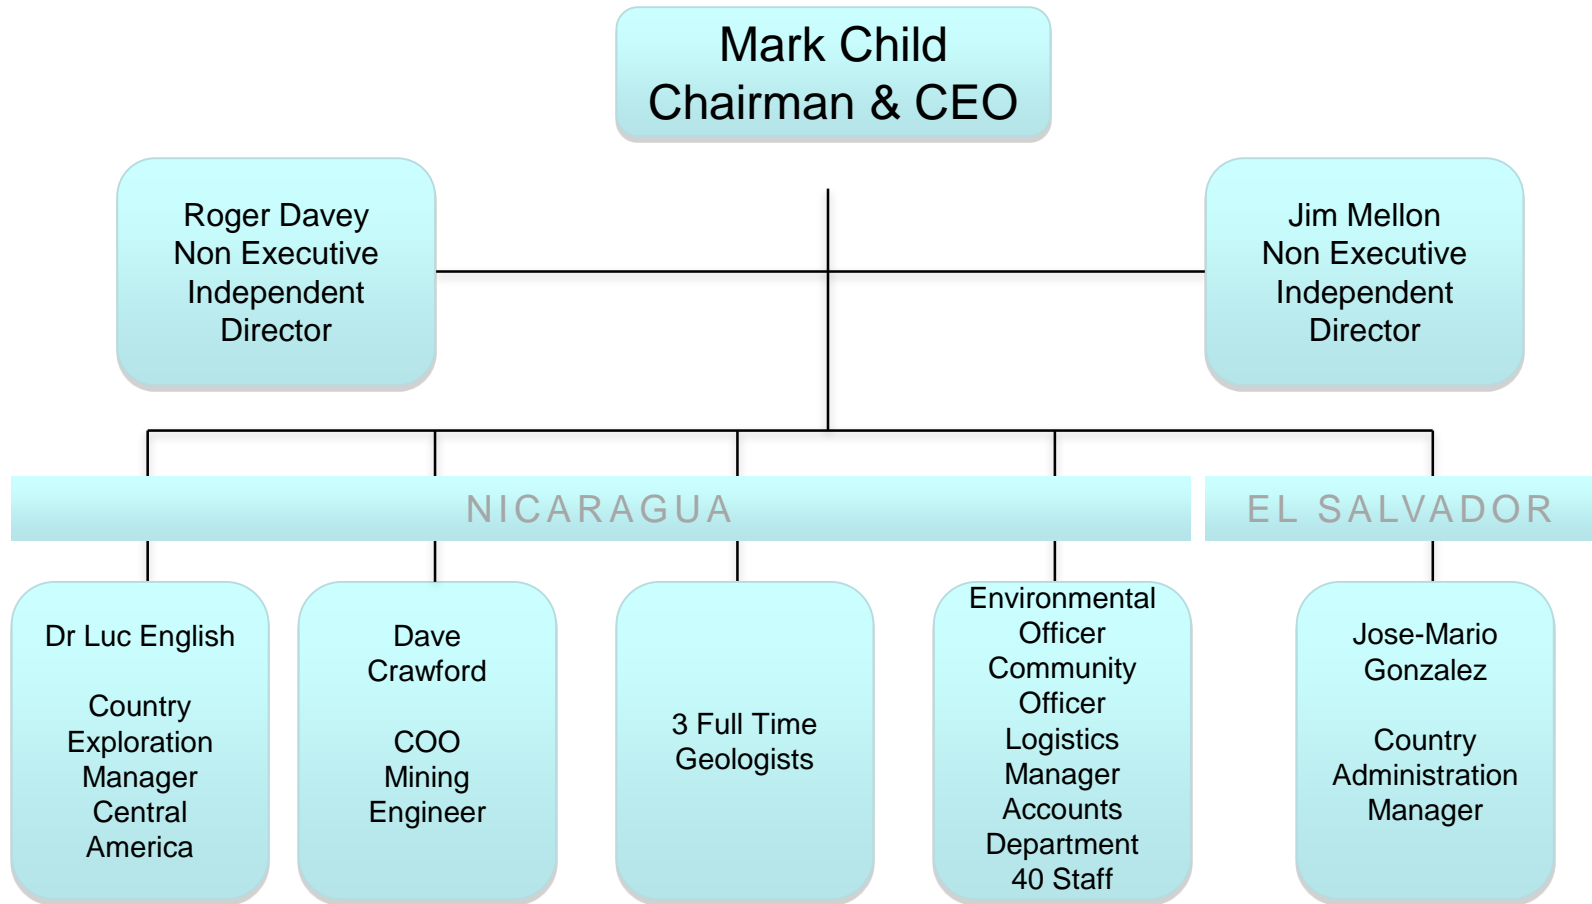 Mark Child
Chairman & CEO
Roger Davey
Non Executive
Independent
Director
Jim Mellon
Non Executive
Independent
Director
NICARAGUA
EL SALVADOR
Dr Luc English
Country
Exploration
Manager
Central
America
Dave
Crawford
COO
Mining
Engineer
3 Full Time
Geologists
Environmental
Officer
Community
Officer
Logistics
Manager
Accounts
Department
40 Staff
Jose-Mario
Gonzalez
Country
Administration
Manager